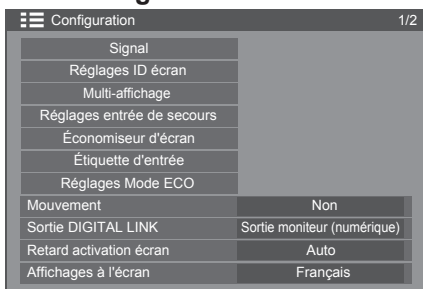 Configuration 1/2
Signal
Réglages ID écran
Multi-affichage
Réglages entrée de secours
Économiseur d'écran
Étiquette d'entrée
Réglages Mode ECO
Mouvement Non
Sortie DIGITAL LINK Sortie moniteur (numérique)
Retard activation écran Auto
Affichages à l'écran Français